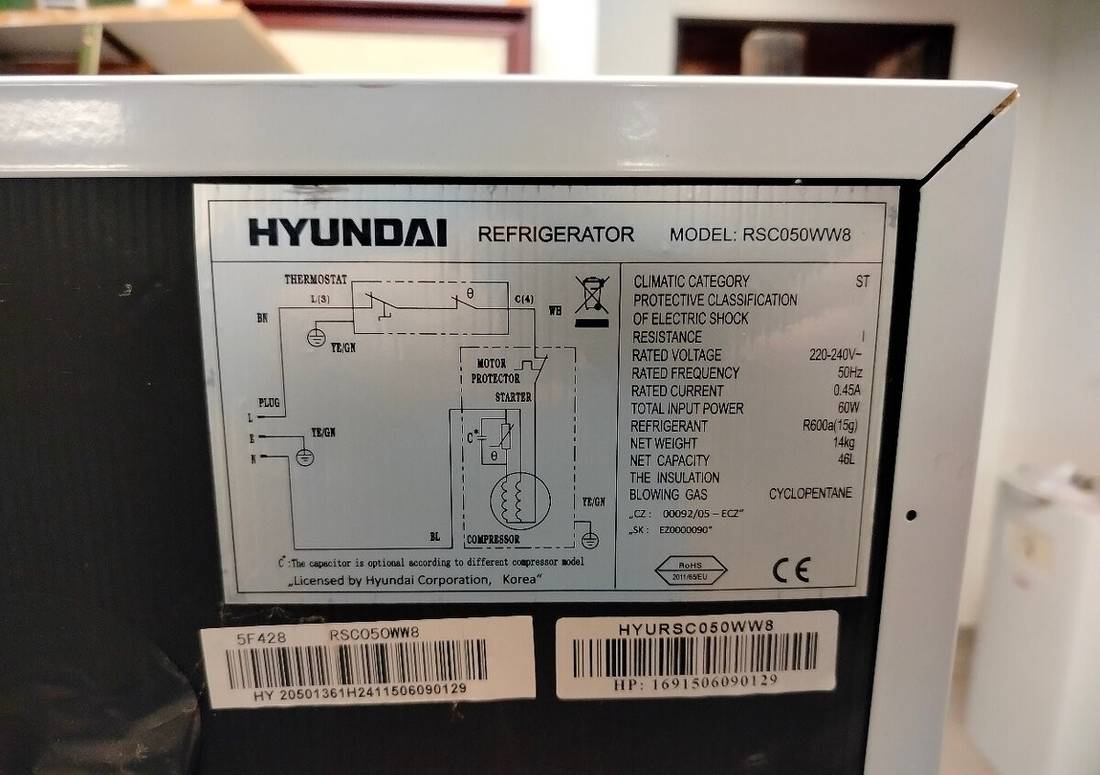 HYUNDAI REFRIGERATOR MODEL: RSC050WW8
THERMOSTAT
L(3) θ C(4)
BN WH
YE/GN
MOTOR
PROTECTOR
STARTER
PLUG
L
E YE/GN
N
C*
θ
YE/GN
BL COMPRESSOR
C*:The capacitor is optional according to different compressor model
„Licensed by Hyundai Corporation, Korea“
CLIMATIC CATEGORY ST
PROTECTIVE CLASSIFICATION
OF ELECTRIC SHOCK
RESISTANCE I
RATED VOLTAGE 220-240V~
RATED FREQUENCY 50Hz
RATED CURRENT 0.45A
TOTAL INPUT POWER 60W
REFRIGERANT R600a(15g)
NET WEIGHT 14kg
NET CAPACITY 46L
THE INSULATION
BLOWING GAS CYCLOPENTANE
„CZ: 00092/05-ECZ“
„SK: EZ0000090“
RoHS
2011/65/EU
CE
5F428 RSC050WW8
HY 20501361H2411506090129
HYURSC050WW8
HP: 1691506090129